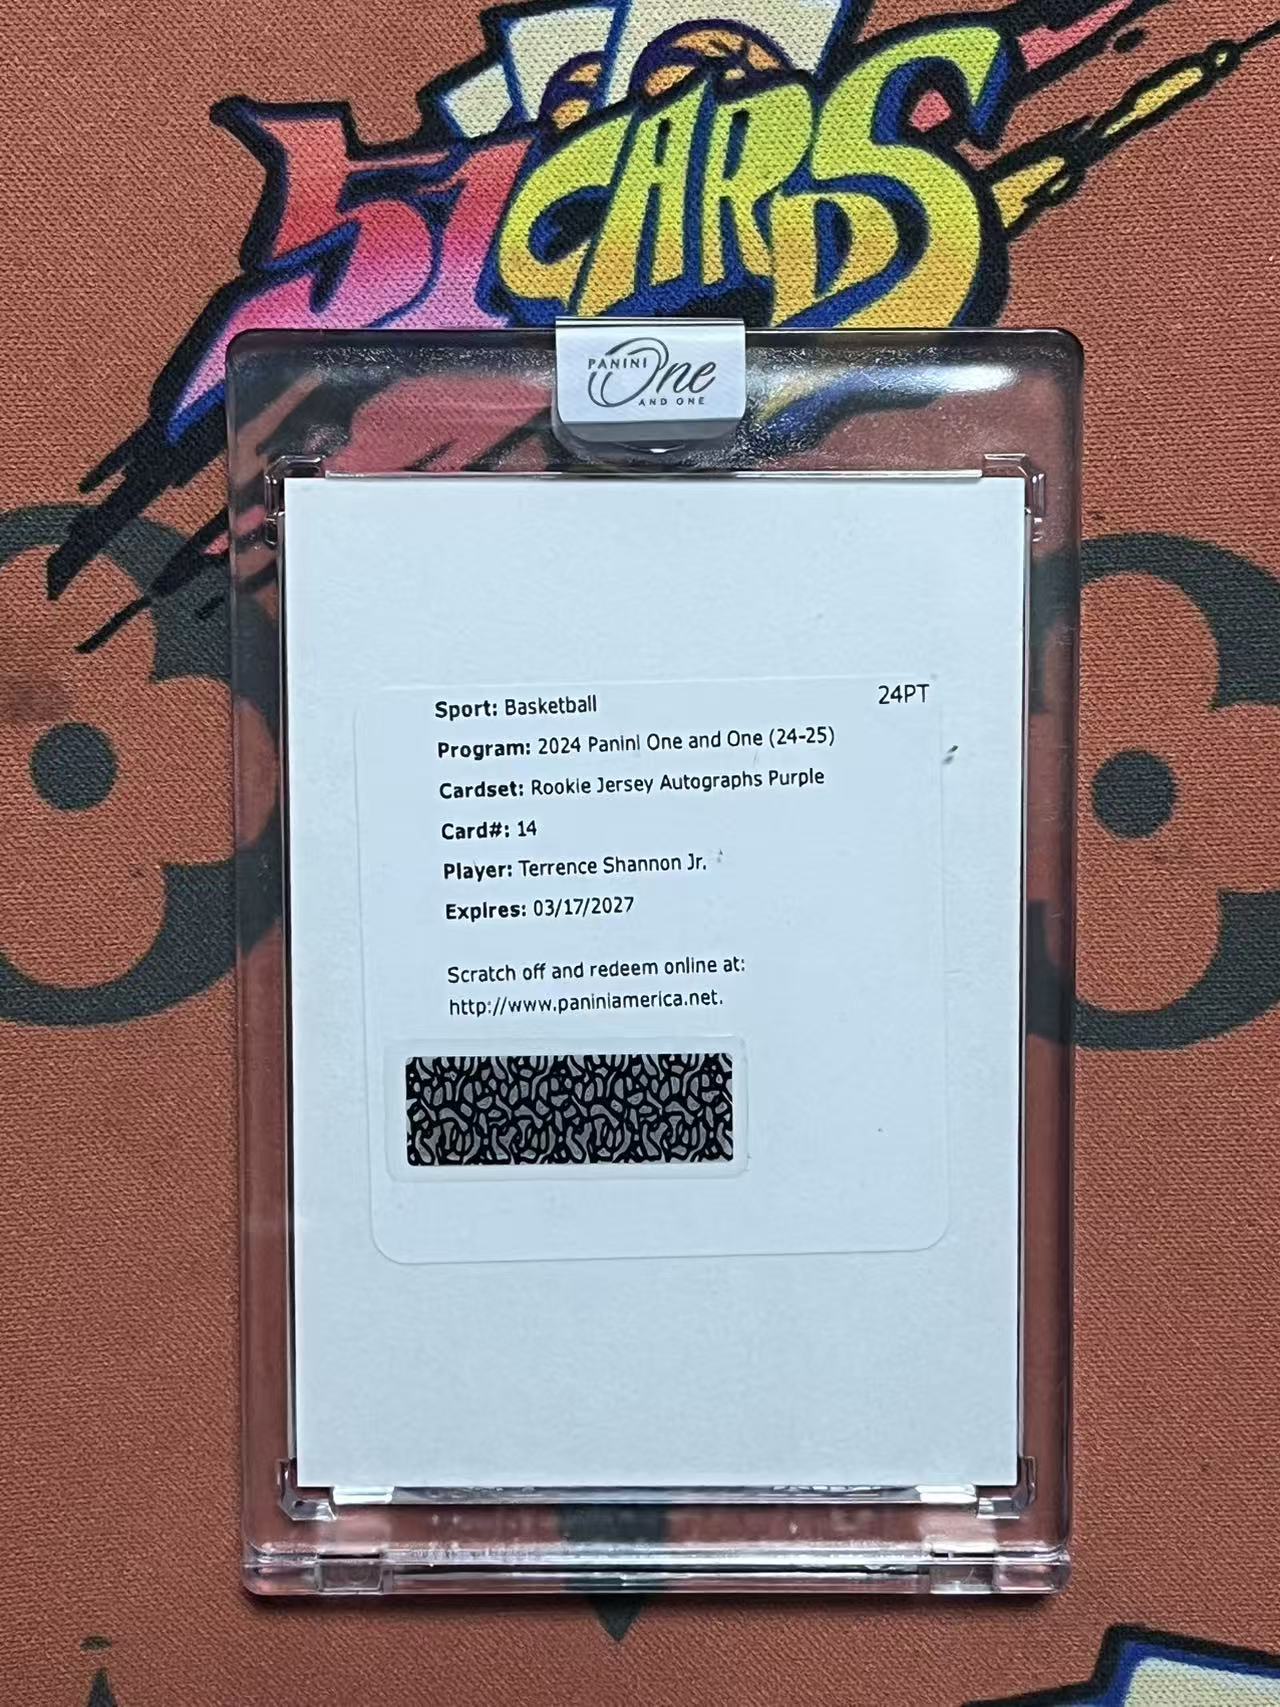 51 CARDS
PANINI
One
AND ONE
Sport: Basketball
24PT
Program: 2024 Panini One and One (24-25)
Cardset: Rookie Jersey Autographs Purple
Card#: 14
Player: Terrence Shannon Jr.
Expires: 03/17/2027
Scratch off and redeem online at:
http://www.paniniamerica.net.